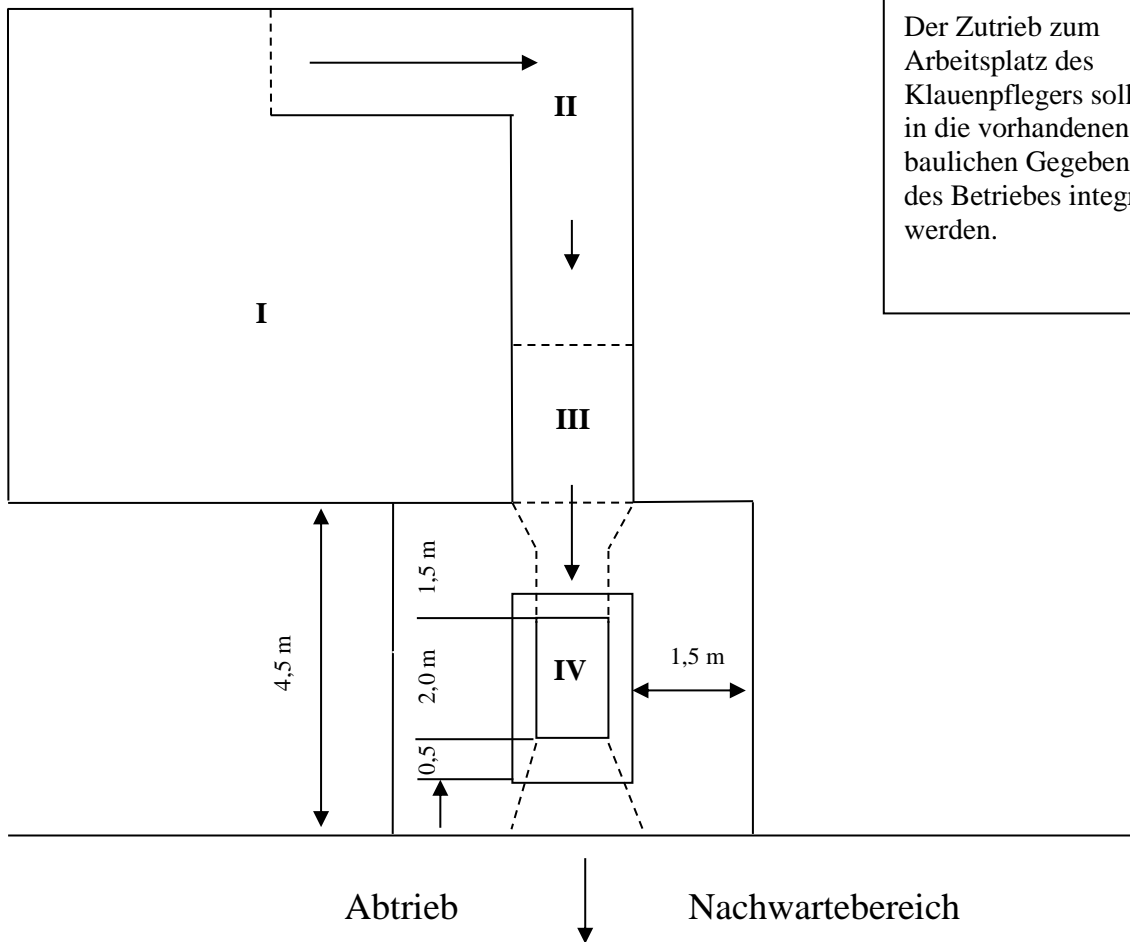 Der Zutrieb zum
Arbeitsplatz des
Klauenpflegers soll
in die vorhandenen
baulichen Gegeben
des Betriebes integr
werden.
II
I
III
1,5 m
4,5 m
2,0 m
IV
1,5 m
0,5
Abtrieb
Nachwartebereich